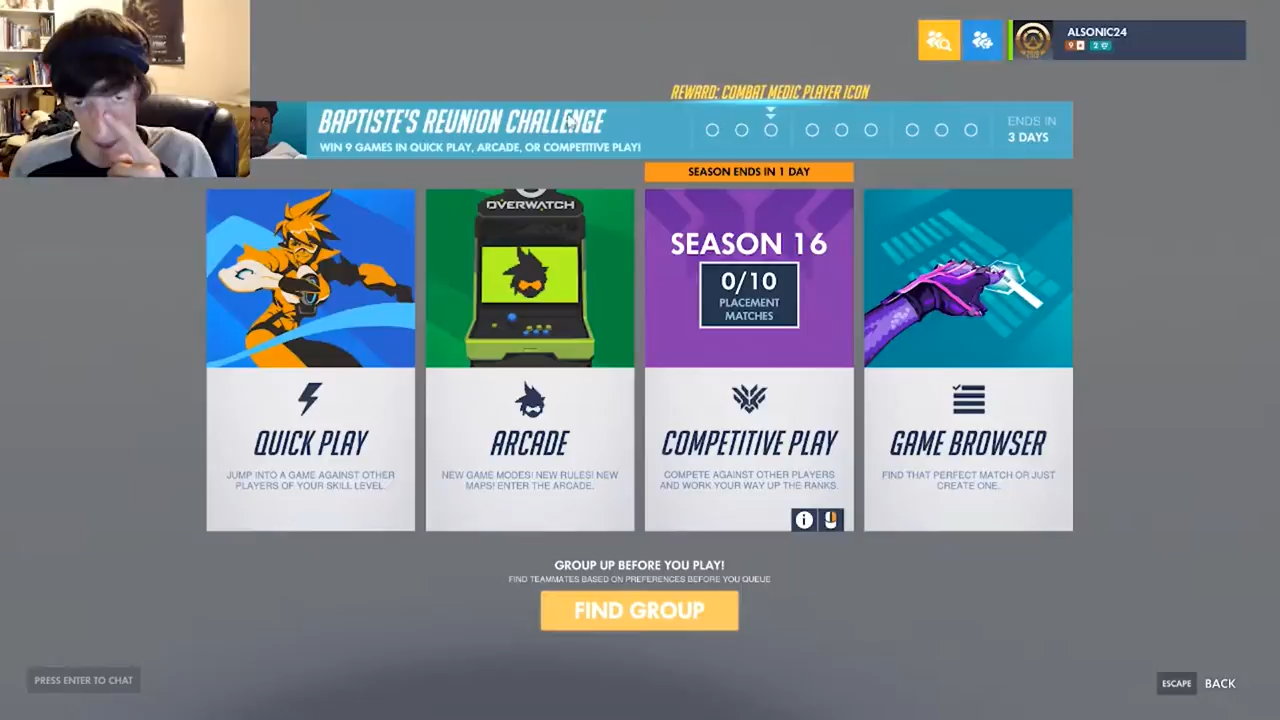 ALSONIC24
9
2
REWARD: COMBAT MEDIC PLAYER ICON
BAPTISTE'S REUNION CHALLENGE
WIN 9 GAMES IN QUICK PLAY, ARCADE, OR COMPETITIVE PLAY!
ENDS IN
3 DAYS
SEASON ENDS IN 1 DAY
OVERWATCH
SEASON 16
0/10
PLACEMENT
MATCHES
QUICK PLAY
JUMP INTO A GAME AGAINST OTHER
PLAYERS OF YOUR SKILL LEVEL.
ARCADE
NEW GAME MODES! NEW RULES! NEW
MAPS! ENTER THE ARCADE.
COMPETITIVE PLAY
COMPETE AGAINST OTHER PLAYERS
AND WORK YOUR WAY UP THE RANKS.
GAME BROWSER
FIND THAT PERFECT MATCH OR JUST
CREATE ONE.
GROUP UP BEFORE YOU PLAY!
FIND TEAMMATES BASED ON PREFERENCES BEFORE YOU QUEUE
FIND GROUP
PRESS ENTER TO CHAT
ESCAPE BACK